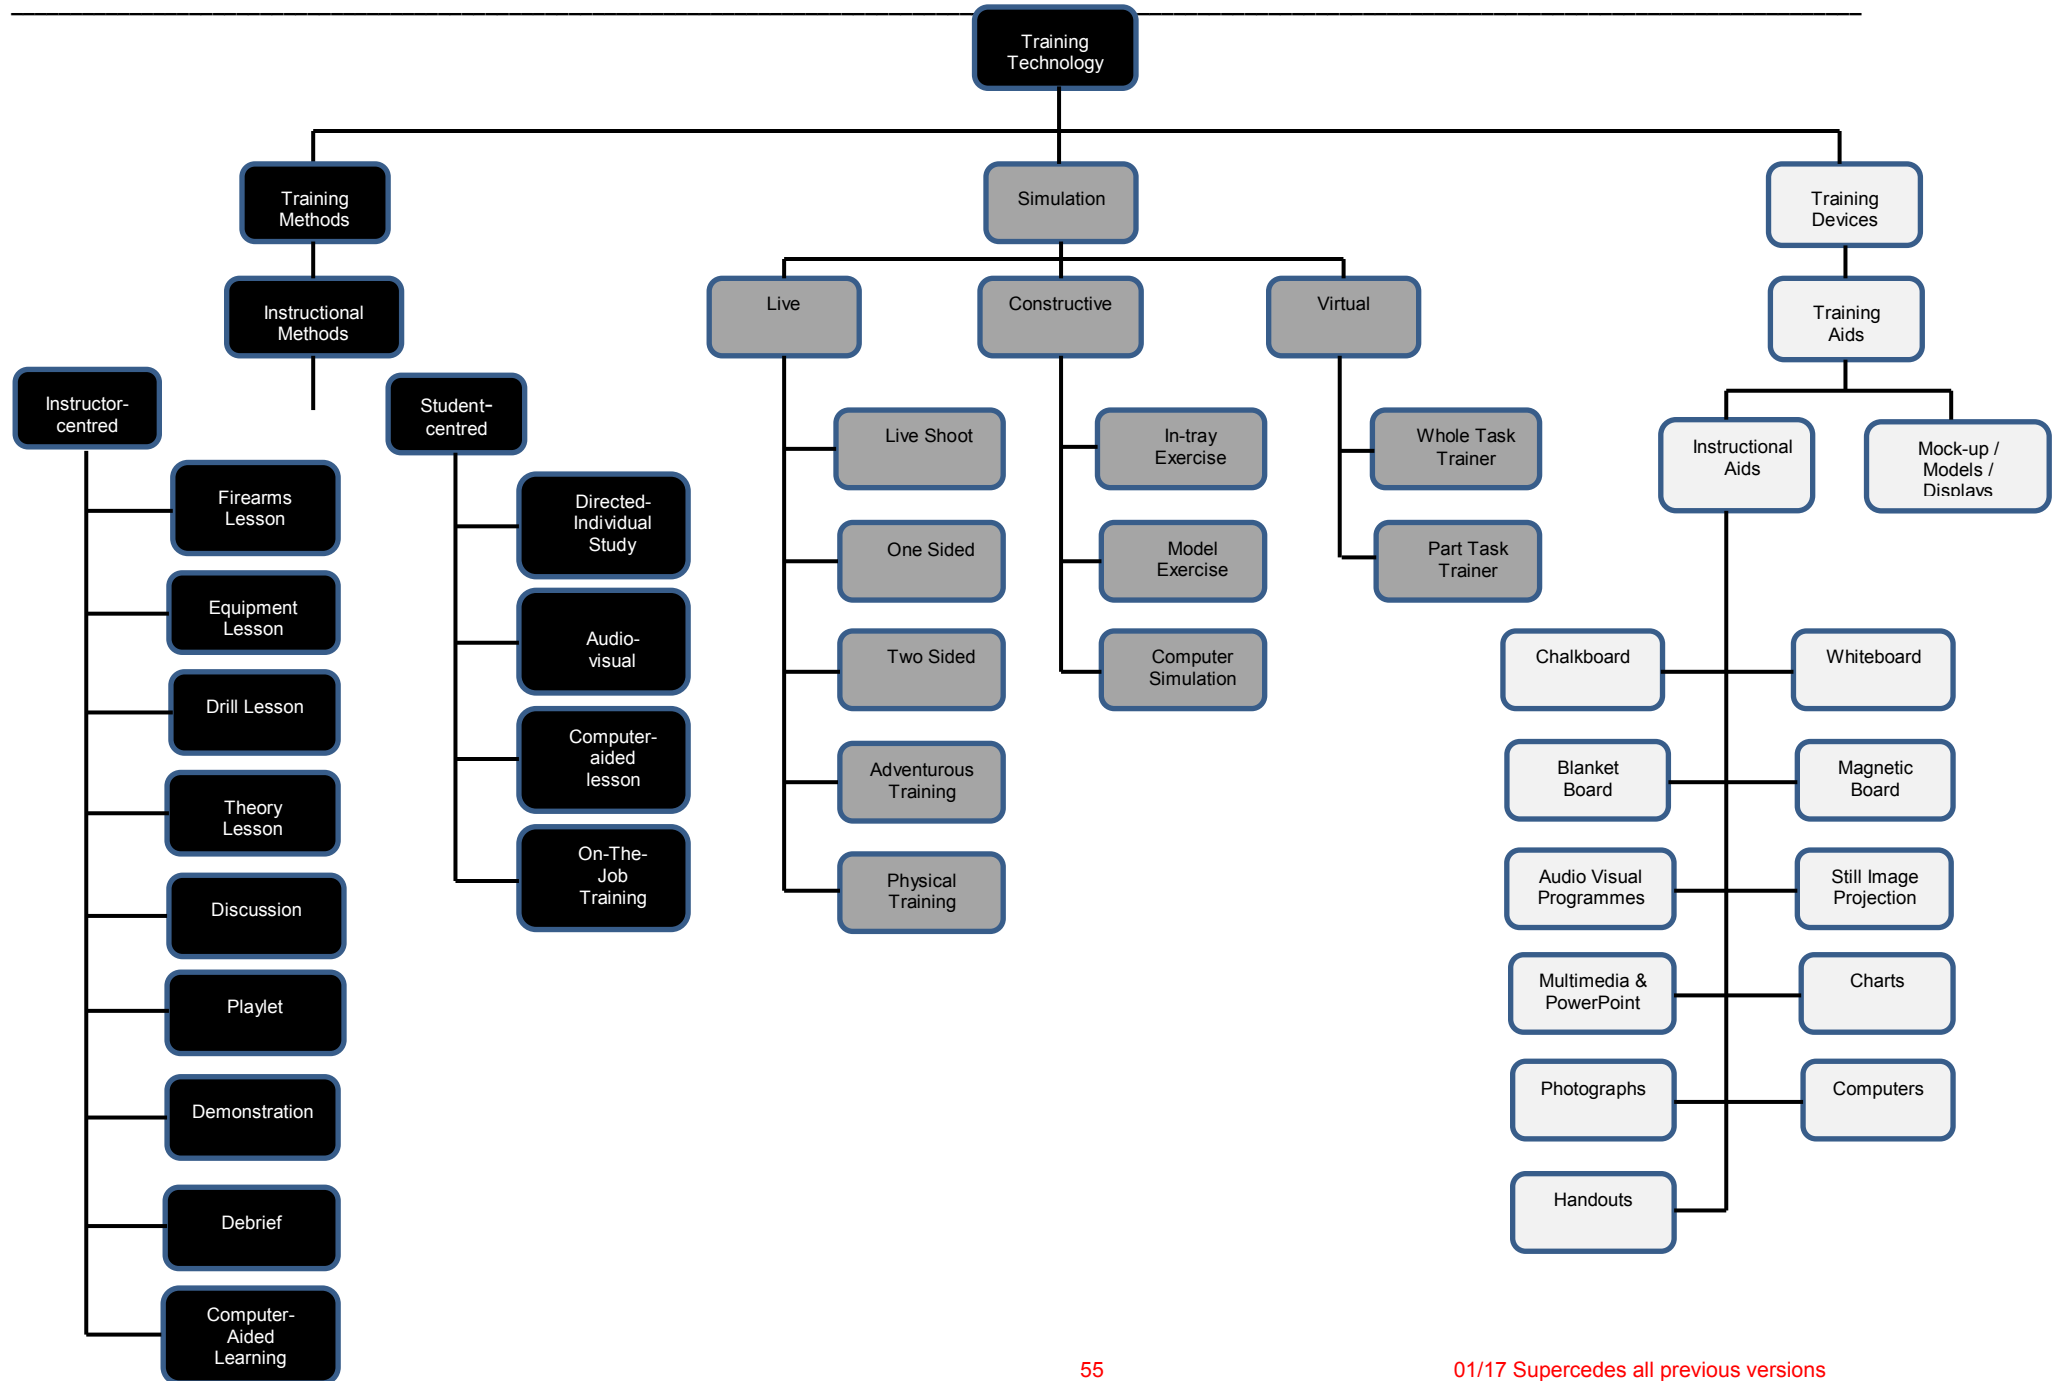 Training
Technology
Training
Methods
Simulation
Training
Devices
Instructional
Methods
Live
Constructive
Virtual
Training
Aids
Instructor-
centred
Student-
centred
Firearms
Lesson
Equipment
Lesson
Drill Lesson
Theory
Lesson
Discussion
Playlet
Demonstration
Debrief
Computer-
Aided
Learning
Directed-
Individual
Study
Audio-
visual
Computer-
aided
lesson
On-The-
Job
Training
Live Shoot
One Sided
Two Sided
Adventurous
Training
Physical
Training
In-tray
Exercise
Model
Exercise
Computer
Simulation
Whole Task
Trainer
Part Task
Trainer
Instructional
Aids
Mock-up /
Models /
Displays
Chalkboard
Whiteboard
Blanket
Board
Magnetic
Board
Audio Visual
Programmes
Still Image
Projection
Multimedia &
PowerPoint
Charts
Photographs
Computers
Handouts
55
01/17 Supercedes all previous versions